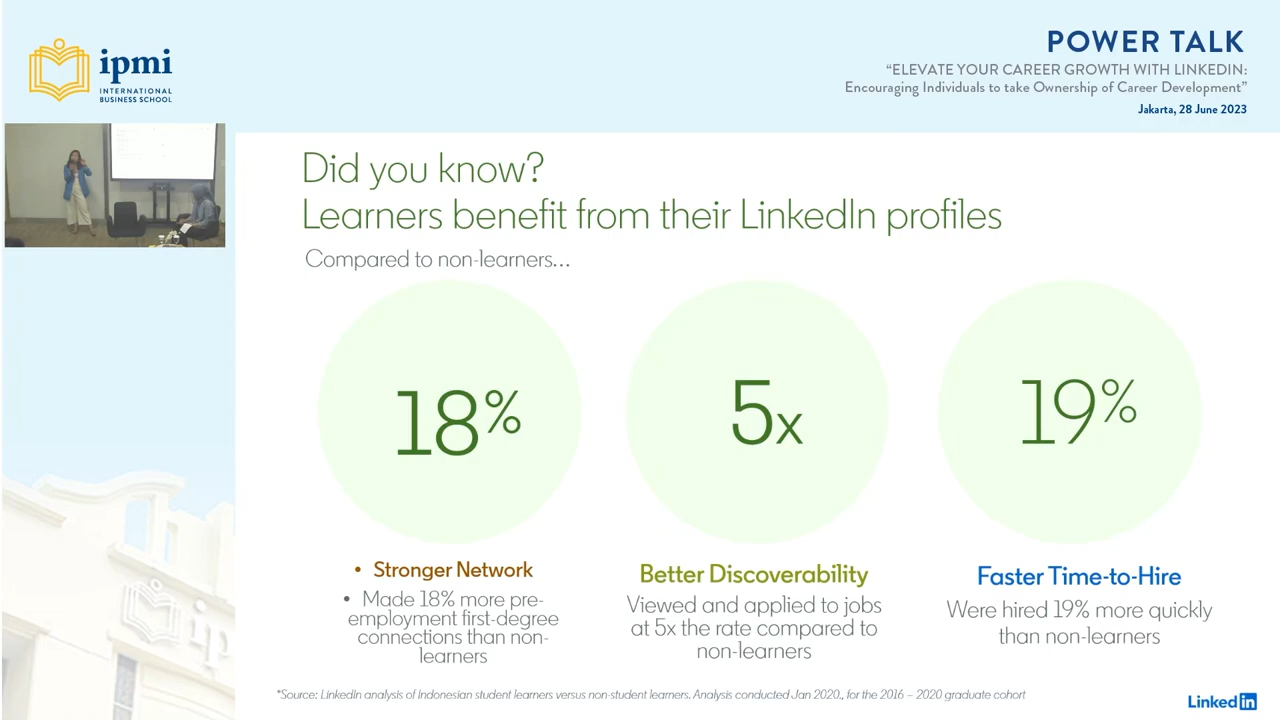 ipmi
INTERNATIONAL
BUSINESS SCHOOL
POWER TALK
“ELEVATE YOUR CAREER GROWTH WITH LINKEDIN:
Encouraging Individuals to take Ownership of Career Development”
Jakarta, 28 June 2023
Did you know?
Learners benefit from their LinkedIn profiles
Compared to non-learners...
18%
5x
19%
• Stronger Network
• Made 18% more pre-
employment first-degree
connections than non-
learners
Better Discoverability
Viewed and applied to jobs
at 5x the rate compared to
non-learners
Faster Time-to-Hire
Were hired 19% more quickly
than non-learners
*Source: LinkedIn analysis of Indonesian student learners versus non-student learners. Analysis conducted Jan 2020., for the 2016 – 2020 graduate cohort
LinkedIn
ip